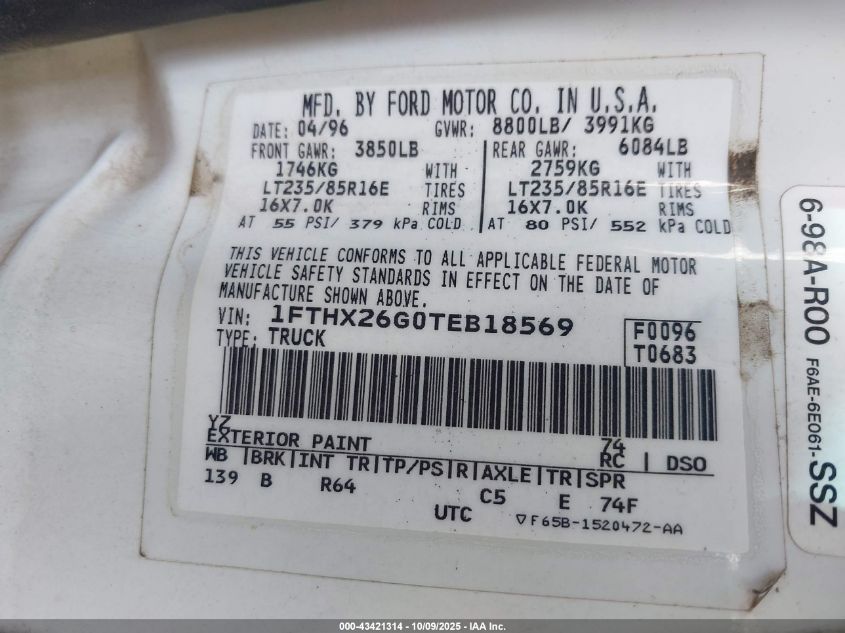 MFD. BY FORD MOTOR CO. IN U.S.A.
DATE: 04/96 GVWR: 8800LB/ 3991KG
FRONT GAWR: 3850LB REAR GAWR: 6084LB
1746KG WITH 2759KG WITH
LT235/85R16E TIRES LT235/85R16E TIRES
16X7.0K RIMS 16X7.0K RIMS
AT 55 PSI/ 379 kPa COLD AT 80 PSI/ 552 kPa COLD
THIS VEHICLE CONFORMS TO ALL APPLICABLE FEDERAL MOTOR
VEHICLE SAFETY STANDARDS IN EFFECT ON THE DATE OF
MANUFACTURE SHOWN ABOVE.
VIN: 1FTHX26G0TEB18569 F0096
TYPE: TRUCK T0683
YZ 74
EXTERIOR PAINT RC DSO
WB BRK INT TR TP/PS R AXLE TR SPR
139 B R64 C5 E 74F
UTC F65B-1520472-AA
6-98A-R00 F6AE-6E061-SSZ
000-43421314 - 10/09/2025 - IAA Inc.